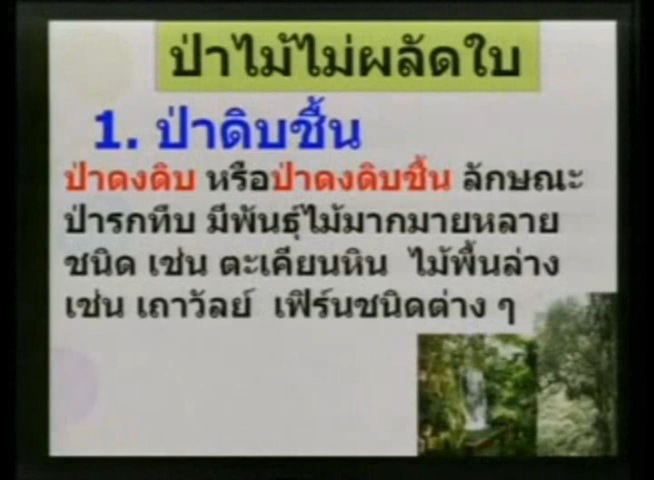 ป่าไม้ไม่ผลัดใบ
1. ป่าดิบชื้น
ป่าดงดิบ หรือป่าดงดิบชื้น ลักษณะ
ป่ารกทึบ มีพันธุ์ไม้มากมายหลาย
ชนิด เช่น ตะเคียนหิน ไม้พื้นล่าง
เช่น เถาวัลย์ เฟิร์นชนิดต่าง ๆ